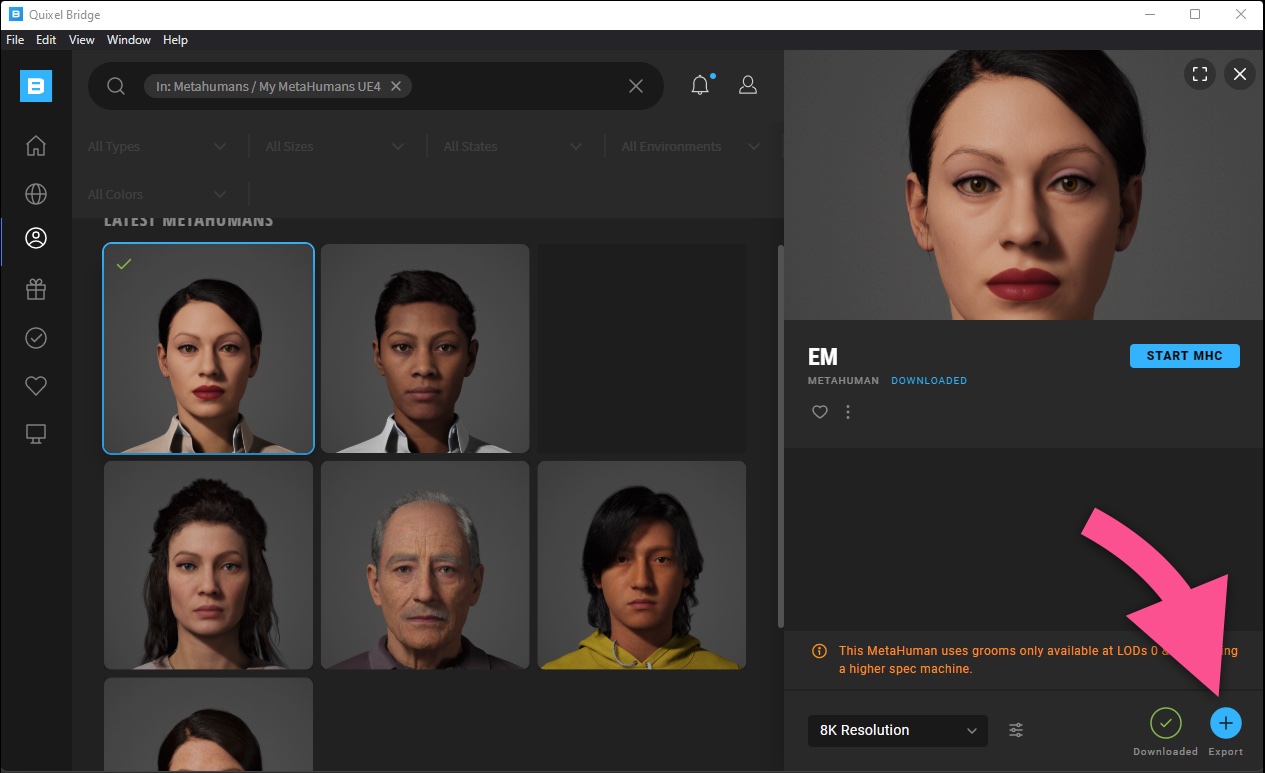 Quixel Bridge
File Edit View Window Help
In: Metahumans / My MetaHumans UE4
All Types
All Sizes
All States
All Environments
All Colors
LATEST METAHUMANS
EM
START MHC
METAHUMAN DOWNLOADED
This MetaHuman uses grooms only available at LODs 0
a higher spec machine.
8K Resolution
Downloaded
Export